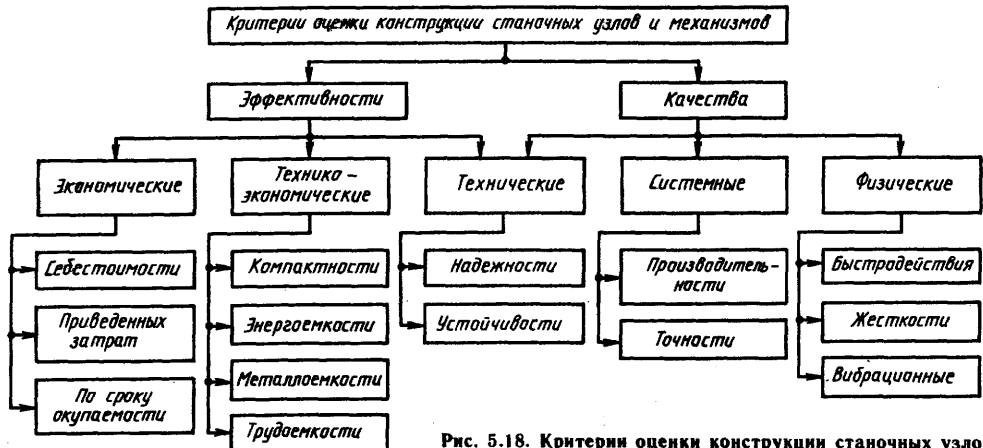 Критерии оценки конструкции станочных узлов и механизмов
Эффективности
Качества
Экономические
Технико-
экономические
Технические
Системные
Физические
Себестоимости
Приведенных
затрат
По сроку
окупаемости
Компактности
Энергоемкости
Металлоемкости
Трудоемкости
Надежности
Устойчивости
Производитель-
ности
Точности
Быстродействия
Жесткости
Вибрационные
Рис. 5.18. Критерии оценки конструкции станочных узло